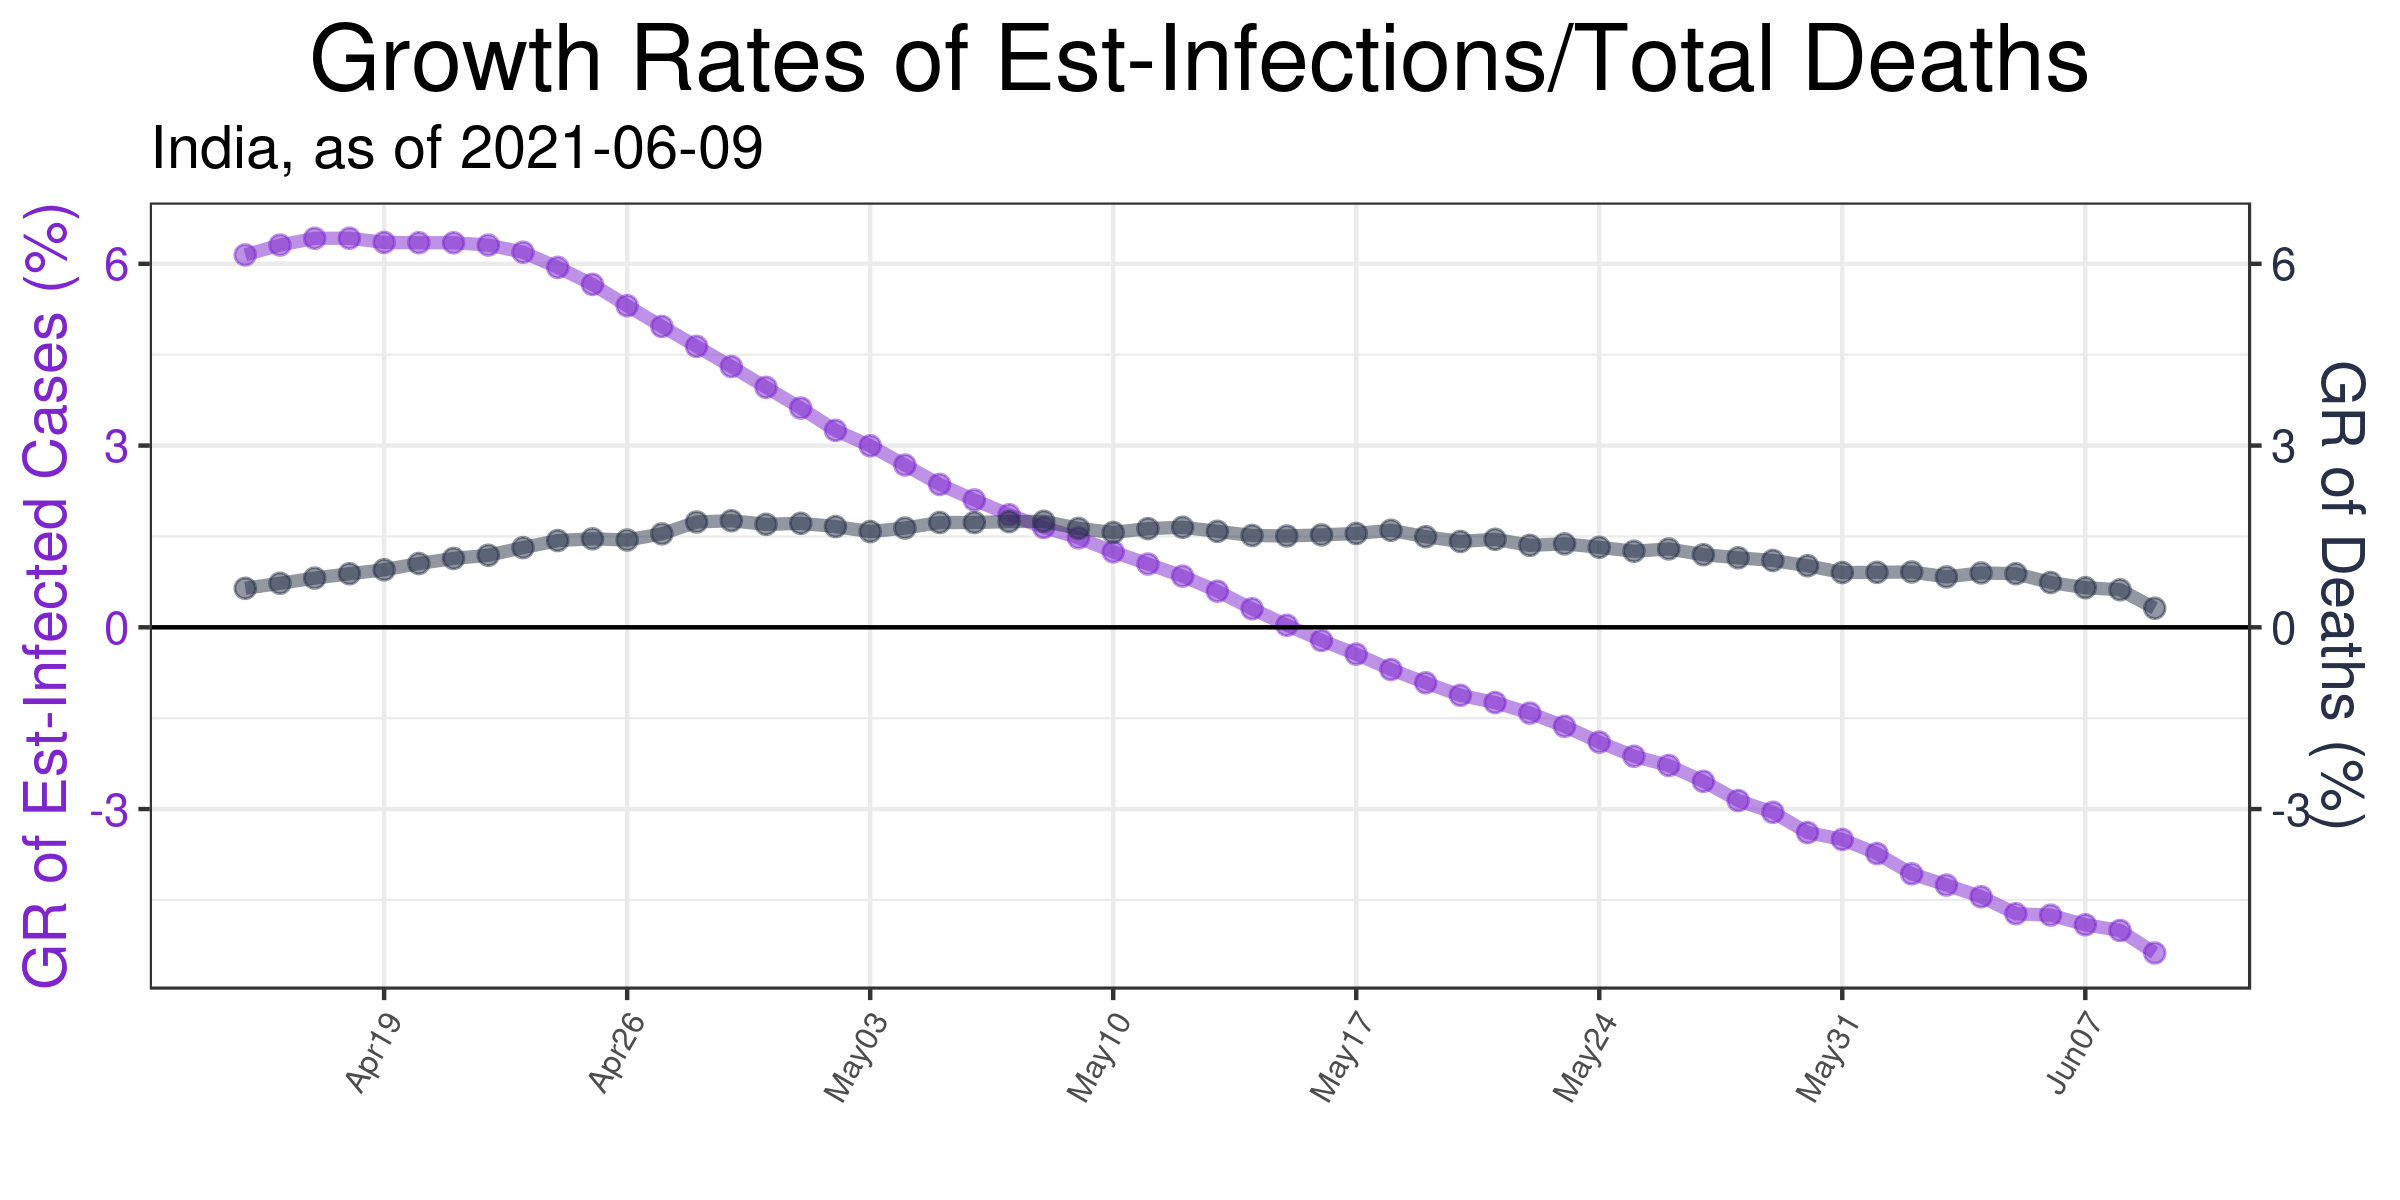 Growth Rates of Est-Infections/Total Deaths
India, as of 2021-06-09
GR of Est-Infected Cases (%)
6
3
0
-3
6
3
0
-3
GR of Deaths (%)
Apr19
Apr26
May03
May10
May17
May24
May31
Jun07